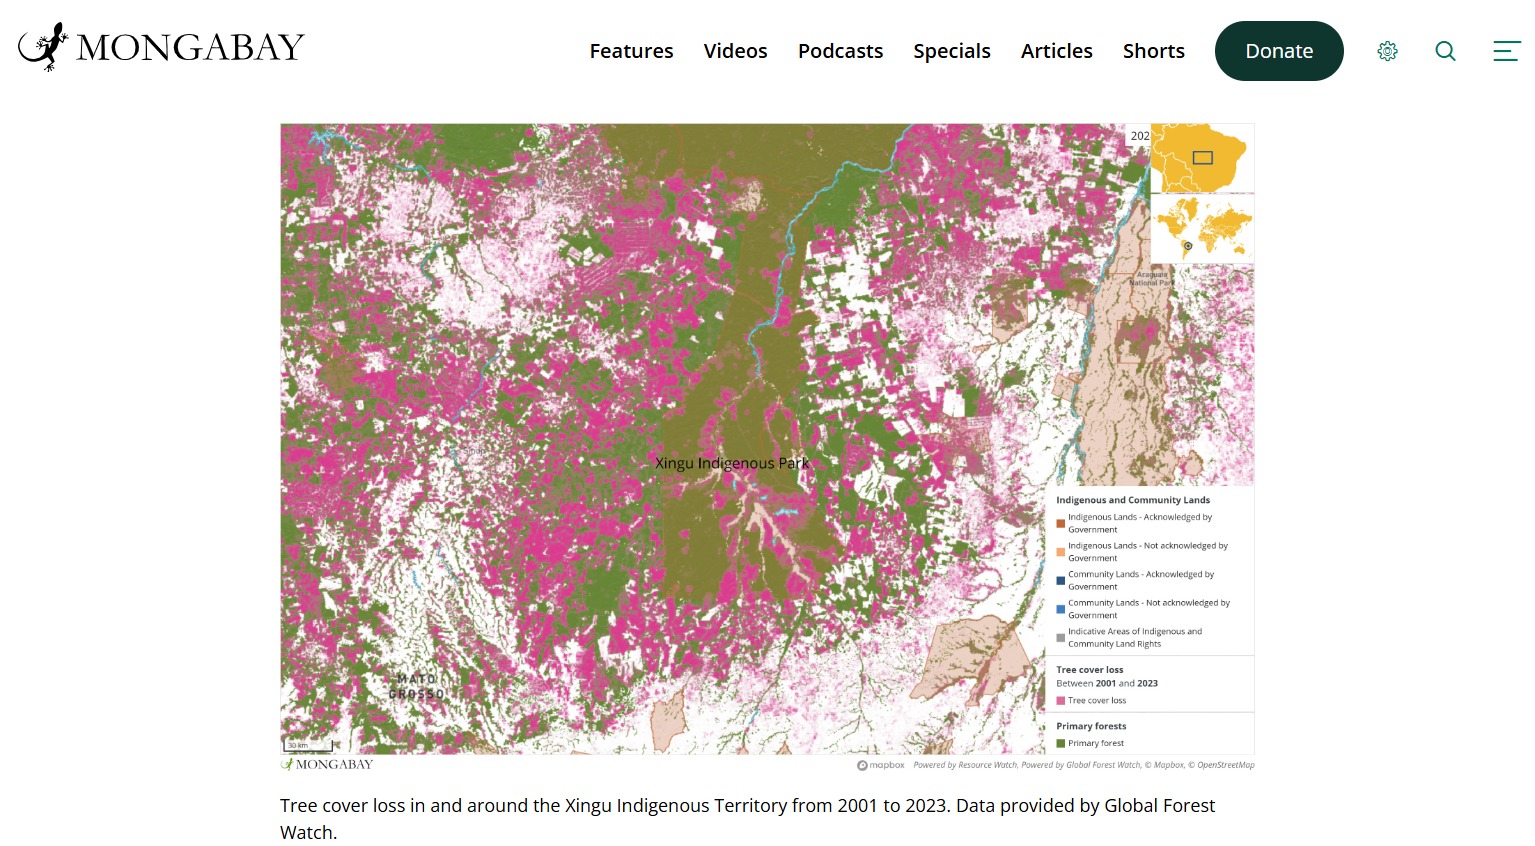 MONGABAY
Features Videos Podcasts Specials Articles Shorts Donate
202
Araguaia
National Park
Xingu Indigenous Park
Sinop
MATO
GROSSO
30 km
Indigenous and Community Lands
Indigenous Lands - Acknowledged by
Government
Indigenous Lands - Not acknowledged by
Government
Community Lands - Acknowledged by
Government
Community Lands - Not acknowledged by
Government
Indicative Areas of Indigenous and
Community Land Rights
Tree cover loss
Between 2001 and 2023
Tree cover loss
Primary forests
Primary forest
MONGABAY
mapbox Powered by Resource Watch, Powered by Global Forest Watch, © Mapbox, © OpenStreetMap
Tree cover loss in and around the Xingu Indigenous Territory from 2001 to 2023. Data provided by Global Forest
Watch.